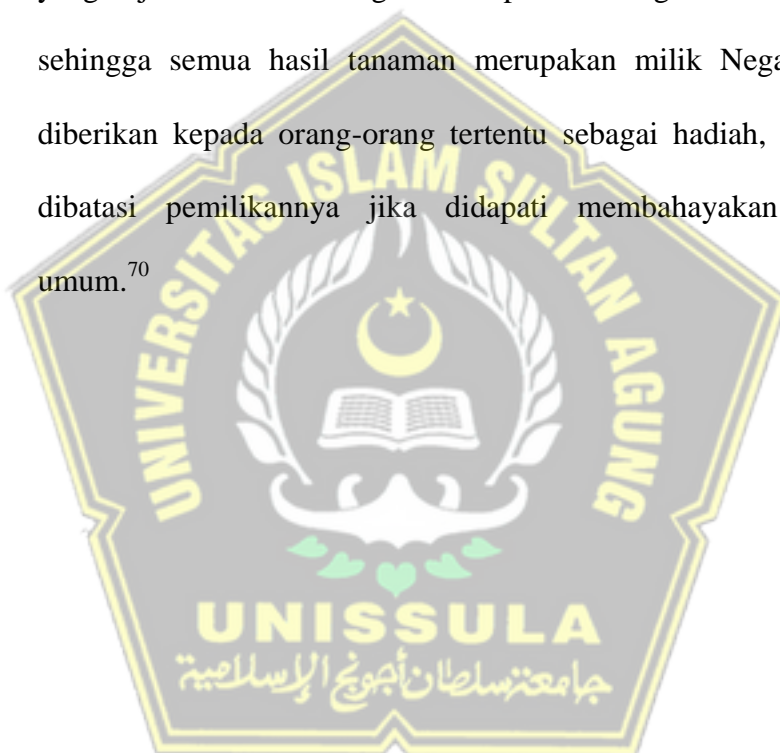 sehingga semua hasil tanaman merupakan milik Nega
diberikan kepada orang-orang tertentu sebagai hadiah,
dibatasi pemilikannya jika didapati membahayakan
umum.70
UNIVERSITAS ISLAM SULTAN AGUNG
UNISSULA
جامعة سلطان أجونج الإسلامية